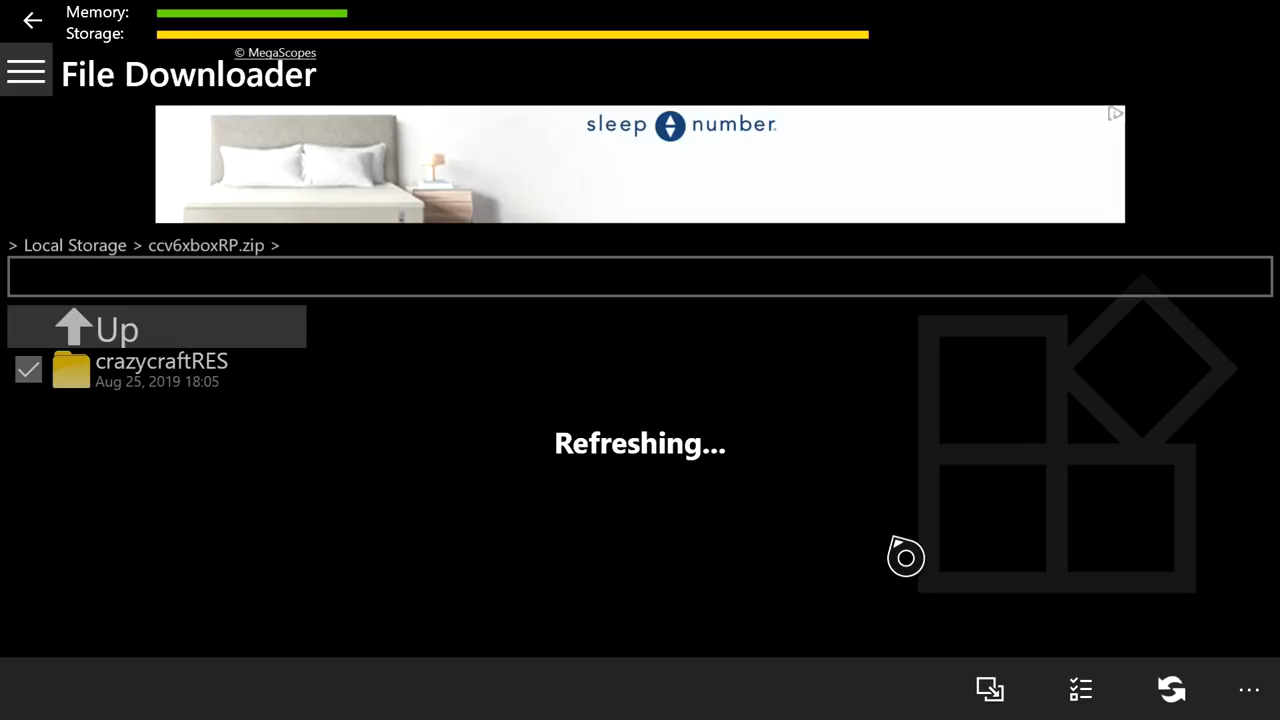 Memory:
Storage:
© MegaScopes
File Downloader
sleep number.
> Local Storage > ccv6xboxRP.zip >
Up
crazycraftRES
Aug 25, 2019 18:05
Refreshing...